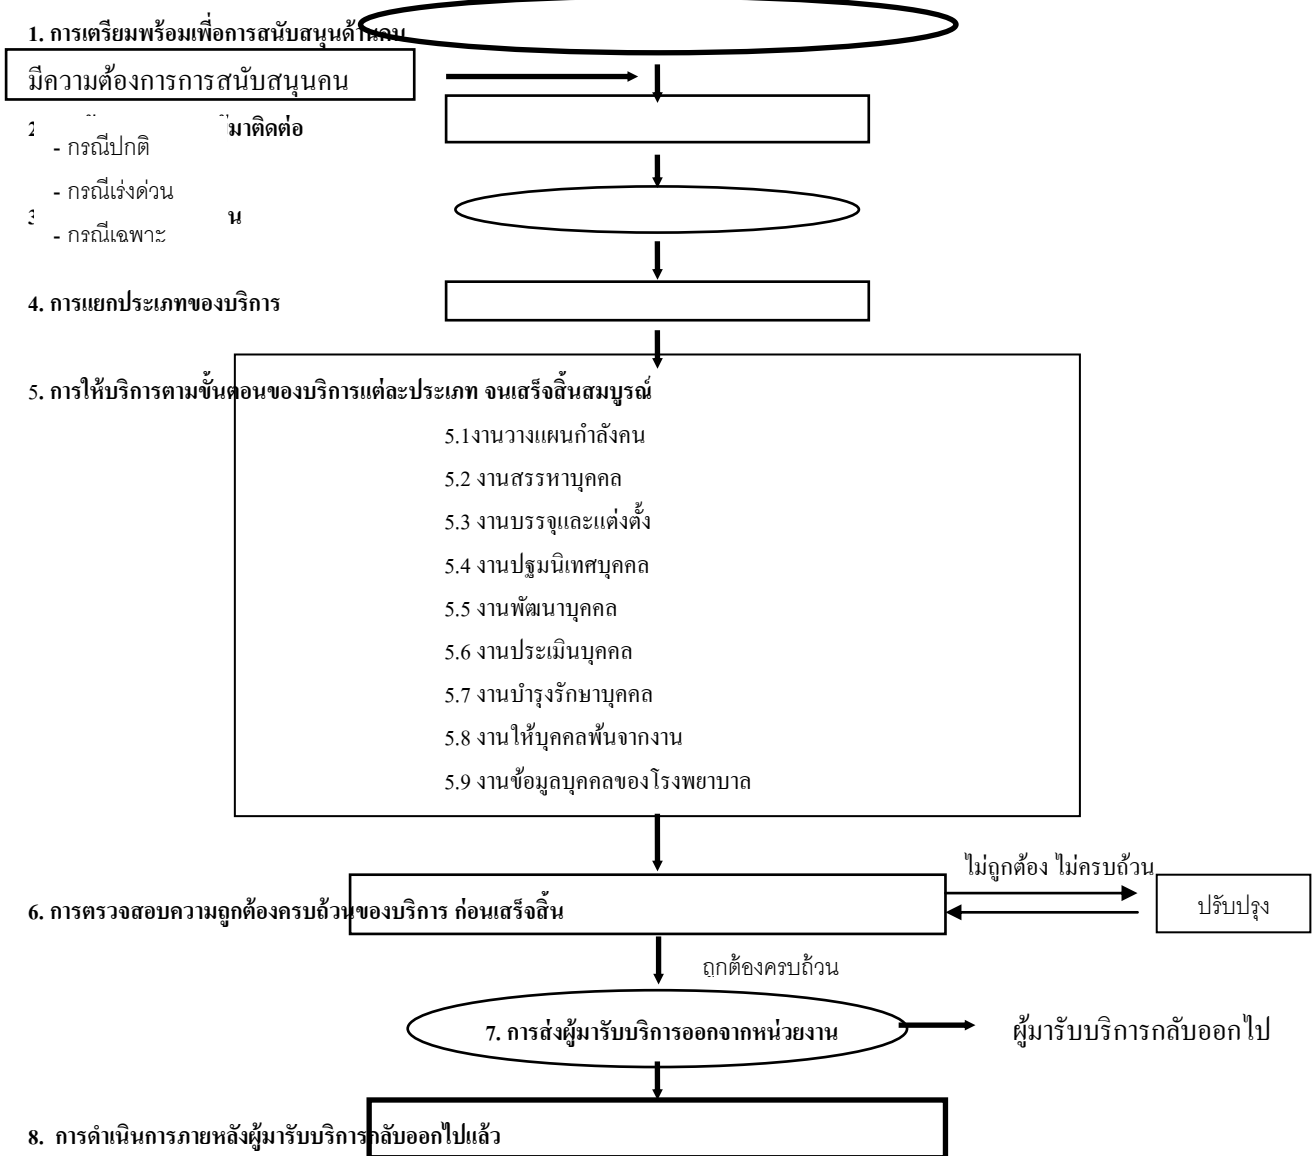 1. การเตรียมพร้อมเพื่อการสนับสนุนด้านคน
มีความต้องการการสนับสนุนคน
2 มาติดต่อ
- กรณีปกติ
- กรณีเร่งด่วน
3 น
- กรณีเฉพาะ
4. การแยกประเภทของบริการ
5. การให้บริการตามขั้นตอนของบริการแต่ละประเภท จนเสร็จสิ้นสมบูรณ์
5.1งานวางแผนกำลังคน
5.2 งานสรรหาบุคคล
5.3 งานบรรจุและแต่งตั้ง
5.4 งานปฐมนิเทศบุคคล
5.5 งานพัฒนาบุคคล
5.6 งานประเมินบุคคล
5.7 งานบำรุงรักษาบุคคล
5.8 งานให้บุคคลพ้นจากงาน
5.9 งานข้อมูลบุคคลของโรงพยาบาล
ไม่ถูกต้อง ไม่ครบถ้วน
6. การตรวจสอบความถูกต้องครบถ้วนของบริการ ก่อนเสร็จสิ้น
ปรับปรุง
ถูกต้องครบถ้วน
7. การส่งผู้มารับบริการออกจากหน่วยงาน
ผู้มารับบริการกลับออกไป
8. การดำเนินการภายหลังผู้มารับบริการกลับออกไปแล้ว